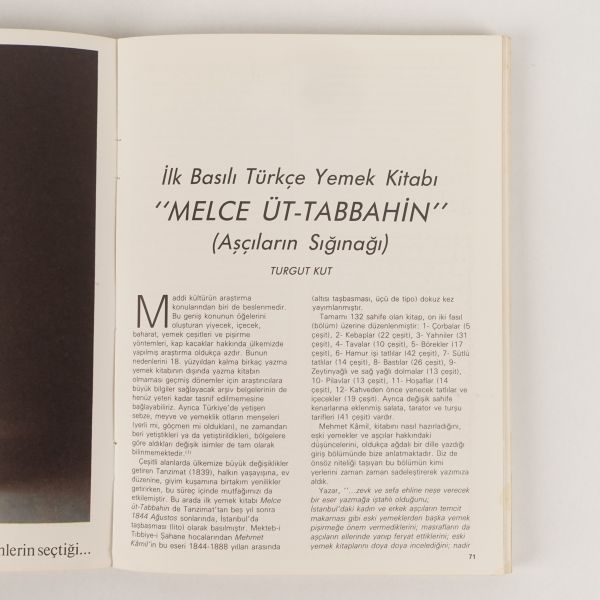 İlk Basılı Türkçe Yemek Kitabı
"MELCE ÜT-TABBAHİN"
(Aşçıların Sığınağı)
TURGUT KUT
Maddi kültürün araştırma
konularından biri de beslenmedir.
Bu geniş konunun öğelerini
oluşturan yiyecek, içecek,
baharat, yemek çeşitleri ve pişirme
yöntemleri, kap kacaklar hakkında ülkemizde
yapılmış araştırma oldukça azdır. Bunun
nedenlerini 18. yüzyıldan kalma birkaç yazma
yemek kitabının dışında yazma kitabın
olmaması geçmiş dönemler için araştırıcılara
büyük bilgiler sağlayacak arşiv belgelerinin de
henüz yeteri kadar tasnif edilmemesine
bağlayabiliriz. Ayrıca Türkiye'de yetişen
sebze, meyve ve yemeklik otların menşeleri
(yerli mi, göçmen mi oldukları), ne zamandan
beri yetiştikleri ya da yetiştirildikleri, bölgelere
göre aldıkları değişik isimler de tam olarak
bilinmemektedir.(1)
Çeşitli alanlarda ülkemize büyük değişiklikler
getiren Tanzimat (1839), halkın yaşayışına, ev
düzenine, giyim kuşamına birtakım yenilikler
getirirken, bu süreç içinde mutfağımızı da
etkilemiştir. Bu arada ilk yemek kitabı Melce
üt-Tabbahin de Tanzimat'tan beş yıl sonra
1844 Ağustos sonlarında, İstanbul'da
taşbasması (lito) olarak basılmıştır. Mekteb-i
Tıbbiye-i Şahane hocalarından Mehmet
Kâmil'in bu eseri 1844-1888 yılları arasında
(altısı taşbasması, üçü de tipo) dokuz kez
yayımlanmıştır.
Tamamı 132 sahife olan kitap, on iki fasıl
(bölüm) üzerine düzenlenmiştir: 1- Çorbalar (5
çeşit), 2- Kebaplar (22 çeşit), 3- Yahniler (31
çeşit), 4- Tavalar (10 çeşit), 5- Börekler (17
çeşit), 6- Hamur işi tatlılar (42 çeşit), 7- Sütlü
tatlılar (14 çeşit), 8- Bastılar (26 çeşit), 9-
Zeytinyağlı ve sağ yağlı dolmalar (13 çeşit),
10- Pilavlar (13 çeşit), 11- Hoşaflar (14
çeşit), 12- Kahveden önce yenecek tatlılar ve
içecekler (19 çeşit). Ayrıca değişik sahife
kenarlarına eklenmiş salata, tarator ve turşu
tarifleri (41 çeşit) vardır.
Mehmet Kâmil, kitabını nasıl hazırladığını,
eski yemekler ve aşçılar hakkındaki
düşüncelerini, oldukça ağdalı bir dille yazdığı
giriş bölümünde bize anlatmaktadır. Biz de
önsöz niteliği taşıyan bu bölümün kimi
yerlerini zaman zaman sadeleştirerek yazımıza
aldık.
Yazar, "...zevk ve sefa ehline neşe verecek
bir eser yazmağa iştahlı olduğunu;
İstanbul'daki kadın ve erkek aşçıların temcit
makarnası gibi eski yemeklerden başka yemek
pişirmeğe önem vermediklerini; masrafların da
aşçıların ellerinde yanıp feryat ettiklerini; eski
yemek kitaplarını doya doya incelediğini; nadir
71
nlerin seçtiği...